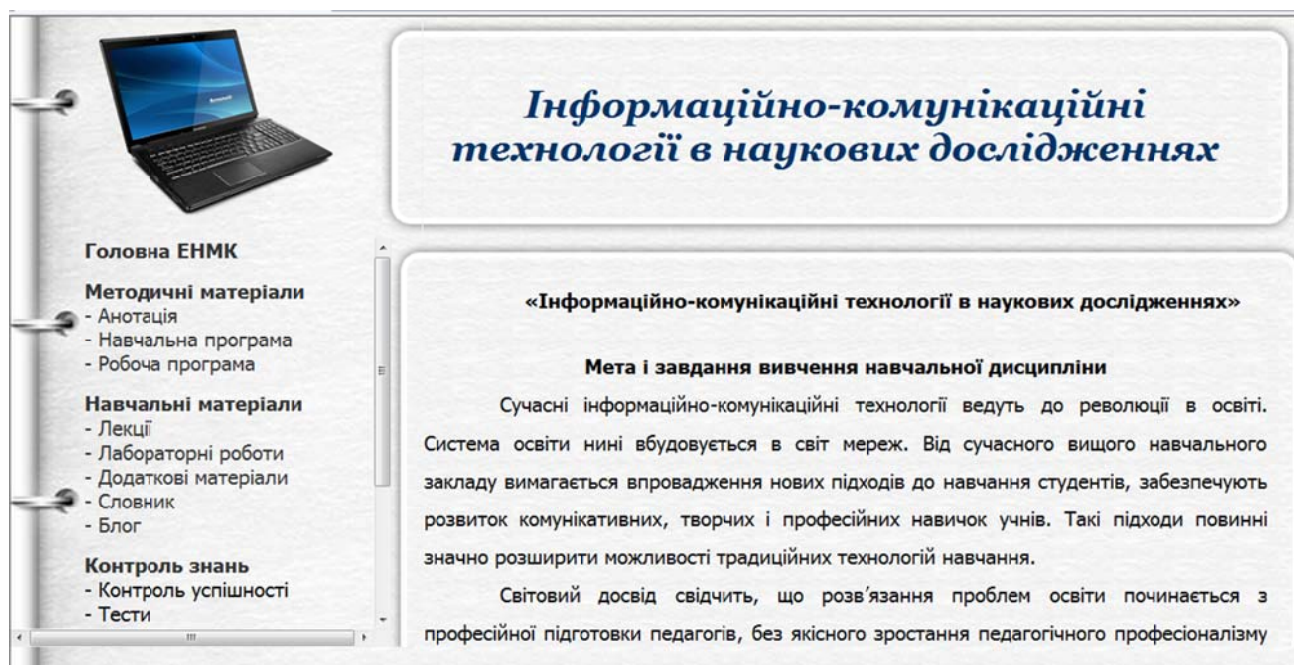 Інформаційно-комунікаційні
технології в наукових дослідженнях
Головна ЕНМК
Методичні матеріали
- Анотація
- Навчальна програма
- Робоча програма
Навчальні матеріали
- Лекції
- Лабораторні роботи
- Додаткові матеріали
- Словник
- Блог
Контроль знань
- Контроль успішності
- Тести
«Інформаційно-комунікаційні технології в наукових дослідженнях»
Мета і завдання вивчення навчальної дисципліни
Сучасні інформаційно-комунікаційні технології ведуть до революції в освіті.
Система освіти нині вбудовується в світ мереж. Від сучасного вищого навчального
закладу вимагається впровадження нових підходів до навчання студентів, забезпечують
розвиток комунікативних, творчих і професійних навичок учнів. Такі підходи повинні
значно розширити можливості традиційних технологій навчання.
Світовий досвід свідчить, що розв’язання проблем освіти починається з
професійної підготовки педагогів, без якісного зростання педагогічного професіоналізму